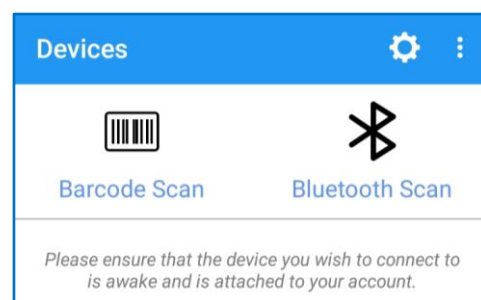 Devices
Barcode Scan
Bluetooth Scan
Please ensure that the device you wish to connect to
is awake and is attached to your account.